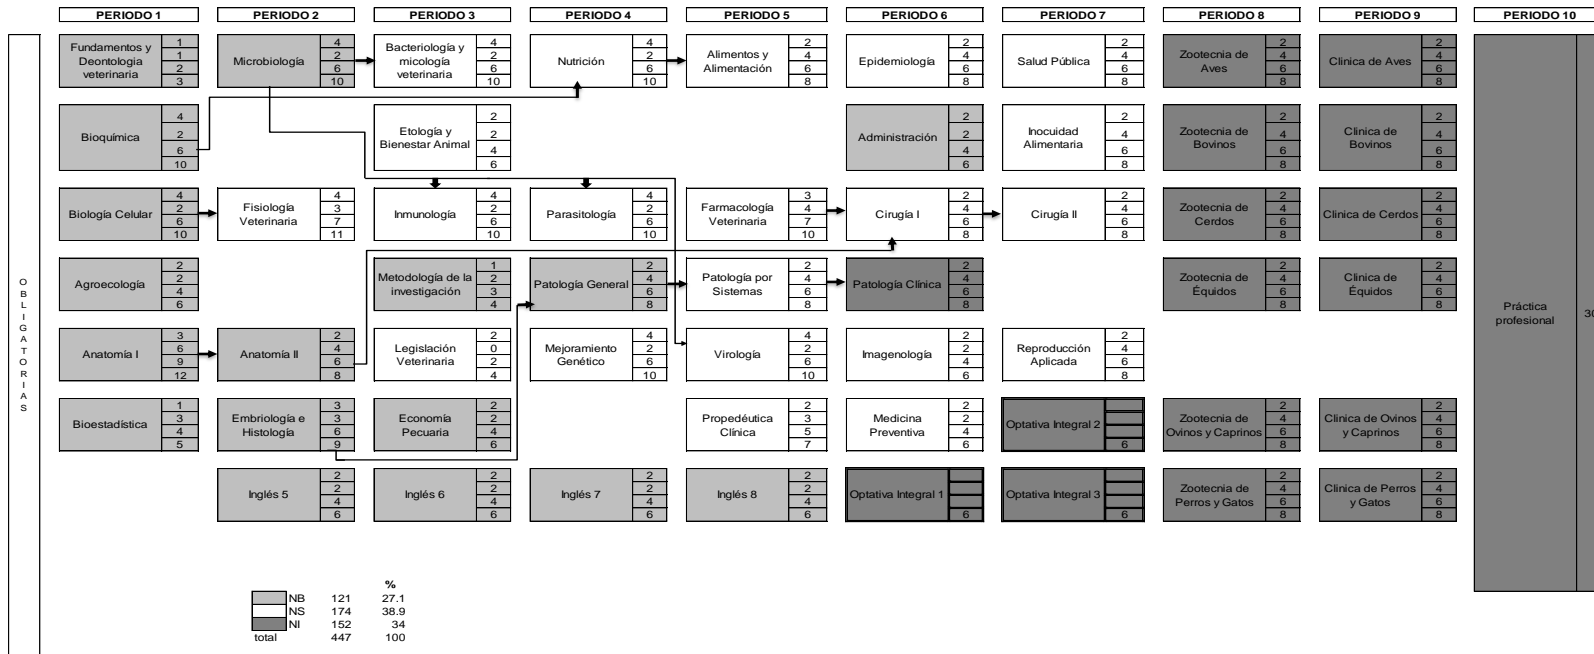 PERIODO 1 PERIODO 2 PERIODO 3 PERIODO 4 PERIODO 5 PERIODO 6 PERIODO 7 PERIODO 8 PERIODO 9 PERIODO 10
OBLIGATORIAS
Fundamentos y Deontologia veterinaria 1 1 2 3
Microbiología 4 2 6 10
Bacteriología y micología veterinaria 4 2 6 10
Nutrición 4 2 6 10
Alimentos y Alimentación 2 4 6 8
Epidemiología 2 4 6 8
Salud Pública 2 4 6 8
Zootecnia de Aves 2 4 6 8
Clinica de Aves 2 4 6 8
Bioquímica 4 2 6 10
Etología y Bienestar Animal 2 2 4 6
Administración 2 2 4 6
Inocuidad Alimentaria 2 4 6 8
Zootecnia de Bovinos 2 4 6 8
Clinica de Bovinos 2 4 6 8
Biología Celular 4 2 6 10
Fisiología Veterinaria 4 3 7 11
Inmunología 4 2 6 10
Parasitología 4 2 6 10
Farmacología Veterinaria 3 4 7 10
Cirugía I 2 4 6 8
Cirugía II 2 4 6 8
Zootecnia de Cerdos 2 4 6 8
Clinica de Cerdos 2 4 6 8
Agroecología 2 2 4 6
Metodología de la investigación 1 2 3 4
Patología General 2 4 6 8
Patología por Sistemas 2 4 6 8
Patología Clínica 2 4 6 8
Zootecnia de Équidos 2 4 6 8
Clinica de Équidos 2 4 6 8
Práctica profesional 30
Anatomía I 3 6 9 12
Anatomía II 2 4 6 8
Legislación Veterinaria 2 0 2 4
Mejoramiento Genético 4 2 6 10
Virología 4 2 6 10
Imagenología 2 2 4 6
Reproducción Aplicada 2 4 6 8
Bioestadística 1 3 4 5
Embriología e Histología 3 3 6 9
Economía Pecuaria 2 2 4 6
Propedéutica Clínica 2 3 5 7
Medicina Preventiva 2 2 4 6
Optativa Integral 2 6
Zootecnia de Ovinos y Caprinos 2 4 6 8
Clinica de Ovinos y Caprinos 2 4 6 8
Inglés 5 2 2 4 6
Inglés 6 2 2 4 6
Inglés 7 2 2 4 6
Inglés 8 2 2 4 6
Optativa Integral 1 6
Optativa Integral 3 6
Zootecnia de Perros y Gatos 2 4 6 8
Clinica de Perros y Gatos 2 4 6 8
%
NB 121 27.1
NS 174 38.9
NI 152 34
total 447 100